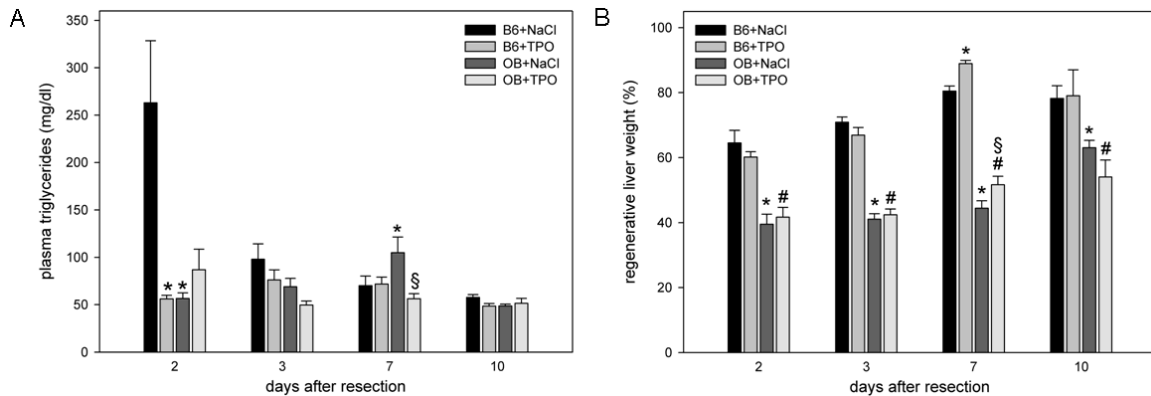 A
plasma triglycerides (mg/dl)
350
300
250
200
150
100
50
0
B6+NaCl
B6+TPO
OB+NaCl
OB+TPO
* *
*
§
2 3 7 10
days after resection
B
regenerative liver weight (%)
100
80
60
40
20
0
B6+NaCl
B6+TPO
OB+NaCl
OB+TPO
* #
* #
*
*
§
#
*
#
2 3 7 10
days after resection